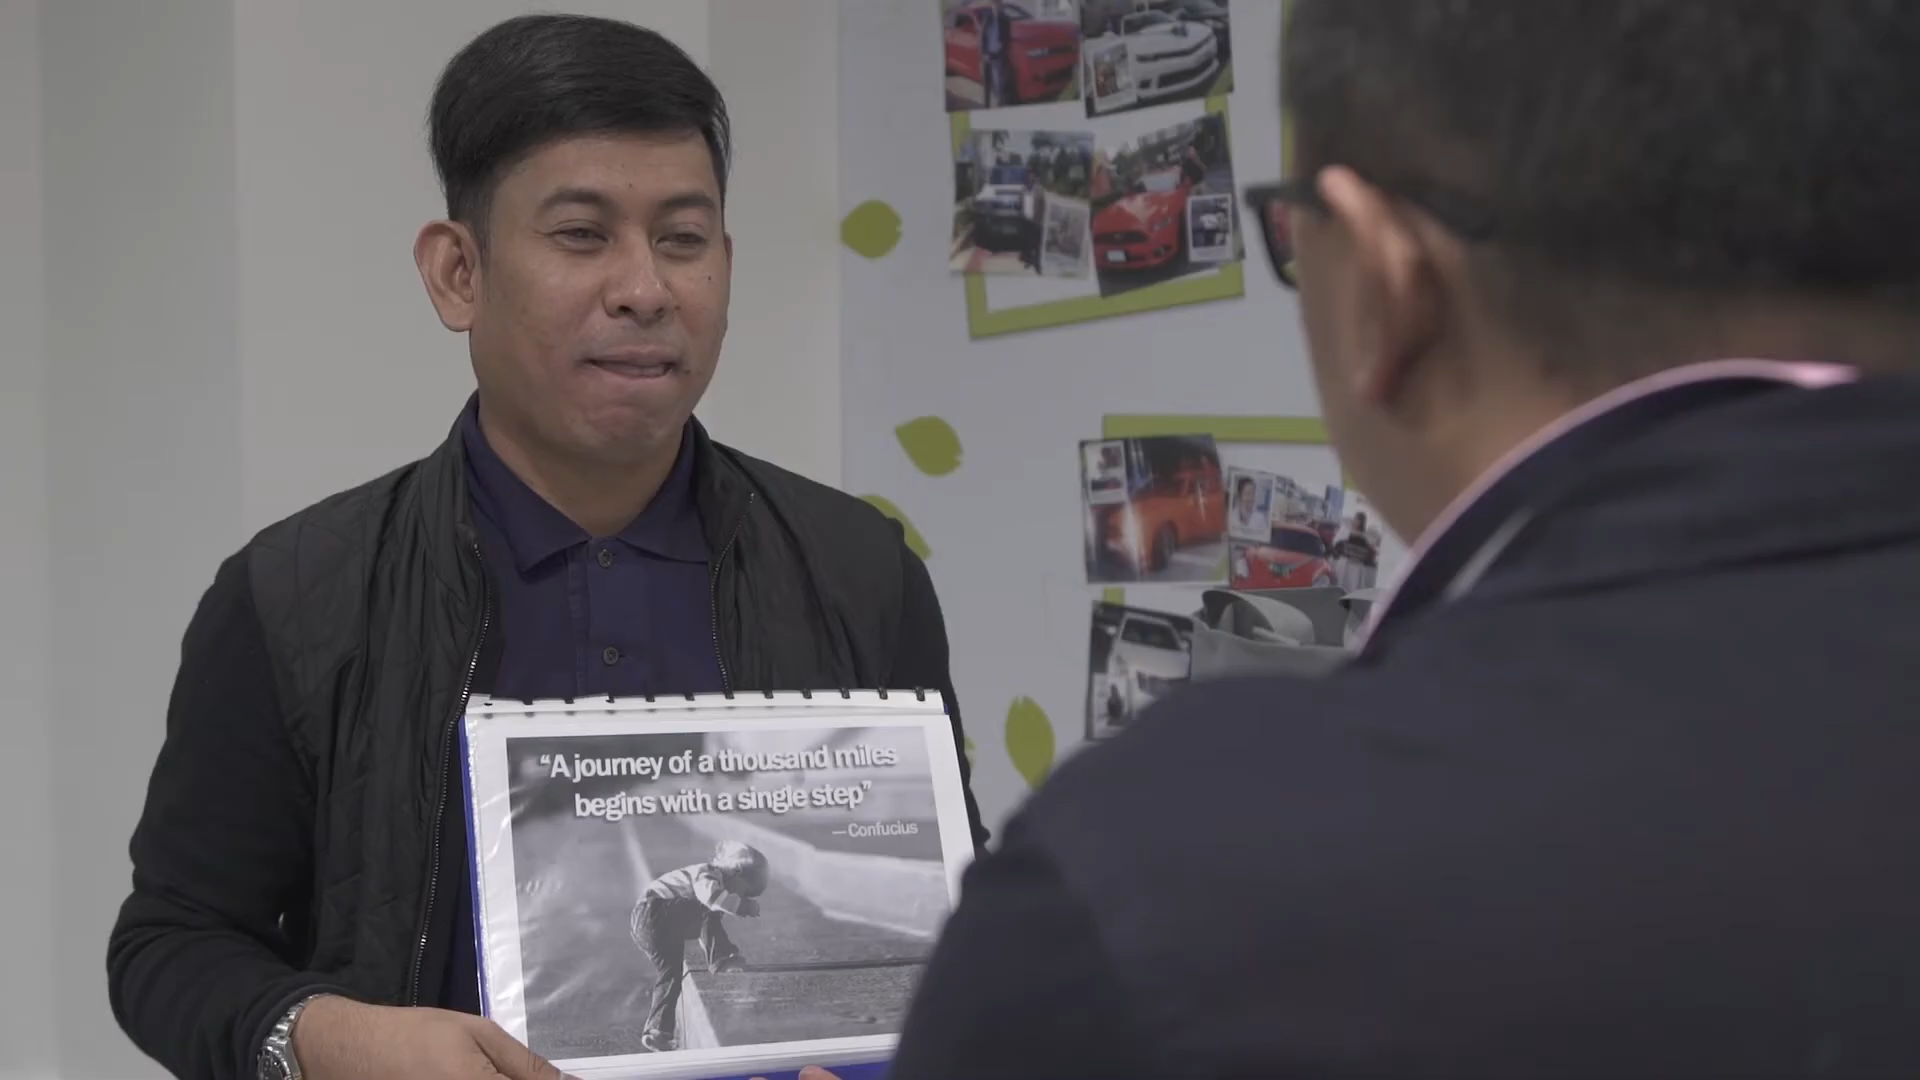 “A journey of a thousand miles
begins with a single step”
—Confucius